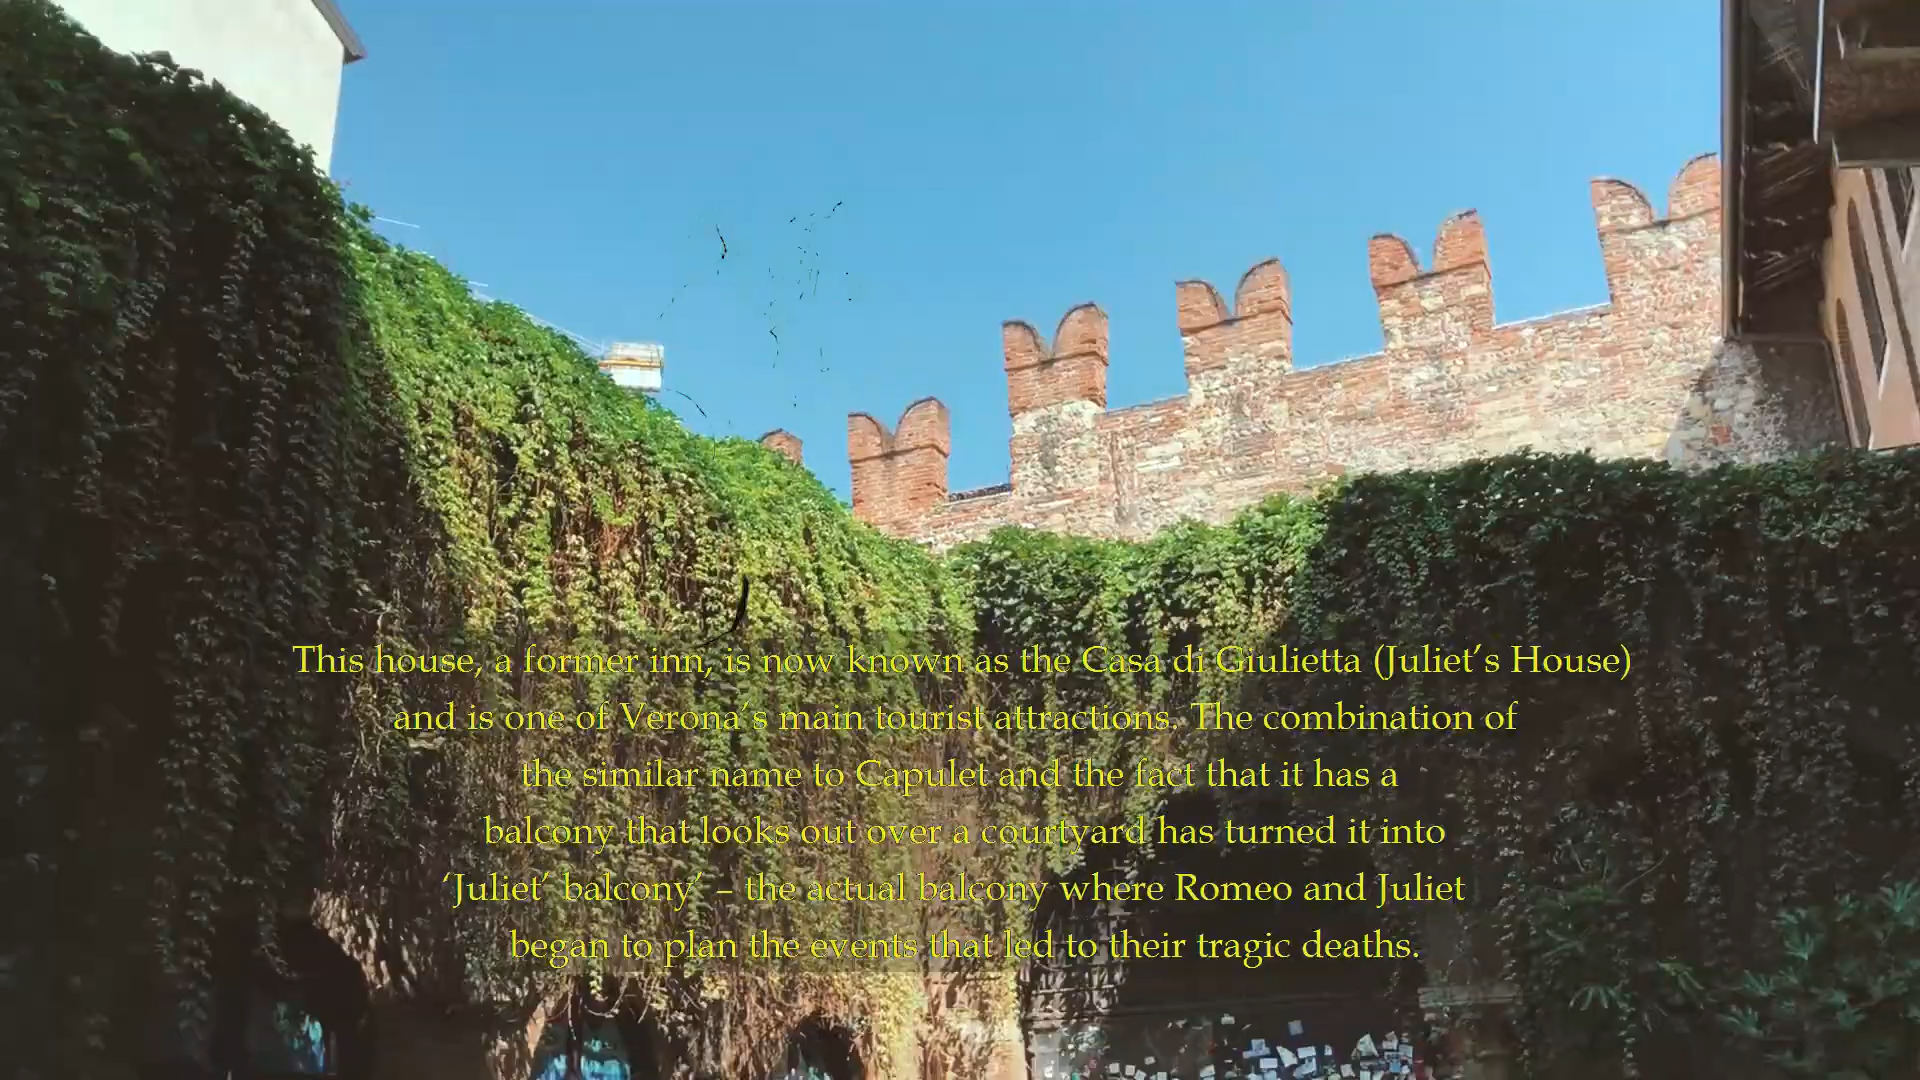 This house, a former inn, is now known as the Casa di Giulietta (Juliet’s House)
and is one of Verona’s main tourist attractions. The combination of
the similar name to Capulet and the fact that it has a
balcony that looks out over a courtyard has turned it into
‘Juliet’ balcony’ – the actual balcony where Romeo and Juliet
began to plan the events that led to their tragic deaths.